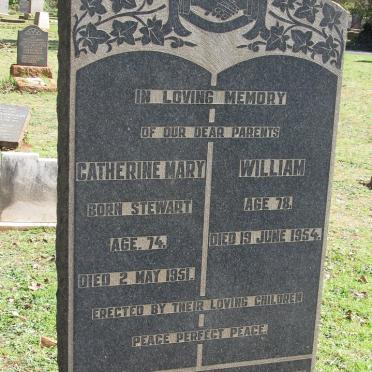 IN LOVING MEMORY
OF OUR DEAR PARENTS
CATHERINE MARY
BORN STEWART
AGE. 74.
DIED 2 MAY 1951.
WILLIAM
AGE. 78.
DIED 19 JUNE 1954.
ERECTED BY THEIR LOVING CHILDREN
PEACE PERFECT PEACE.